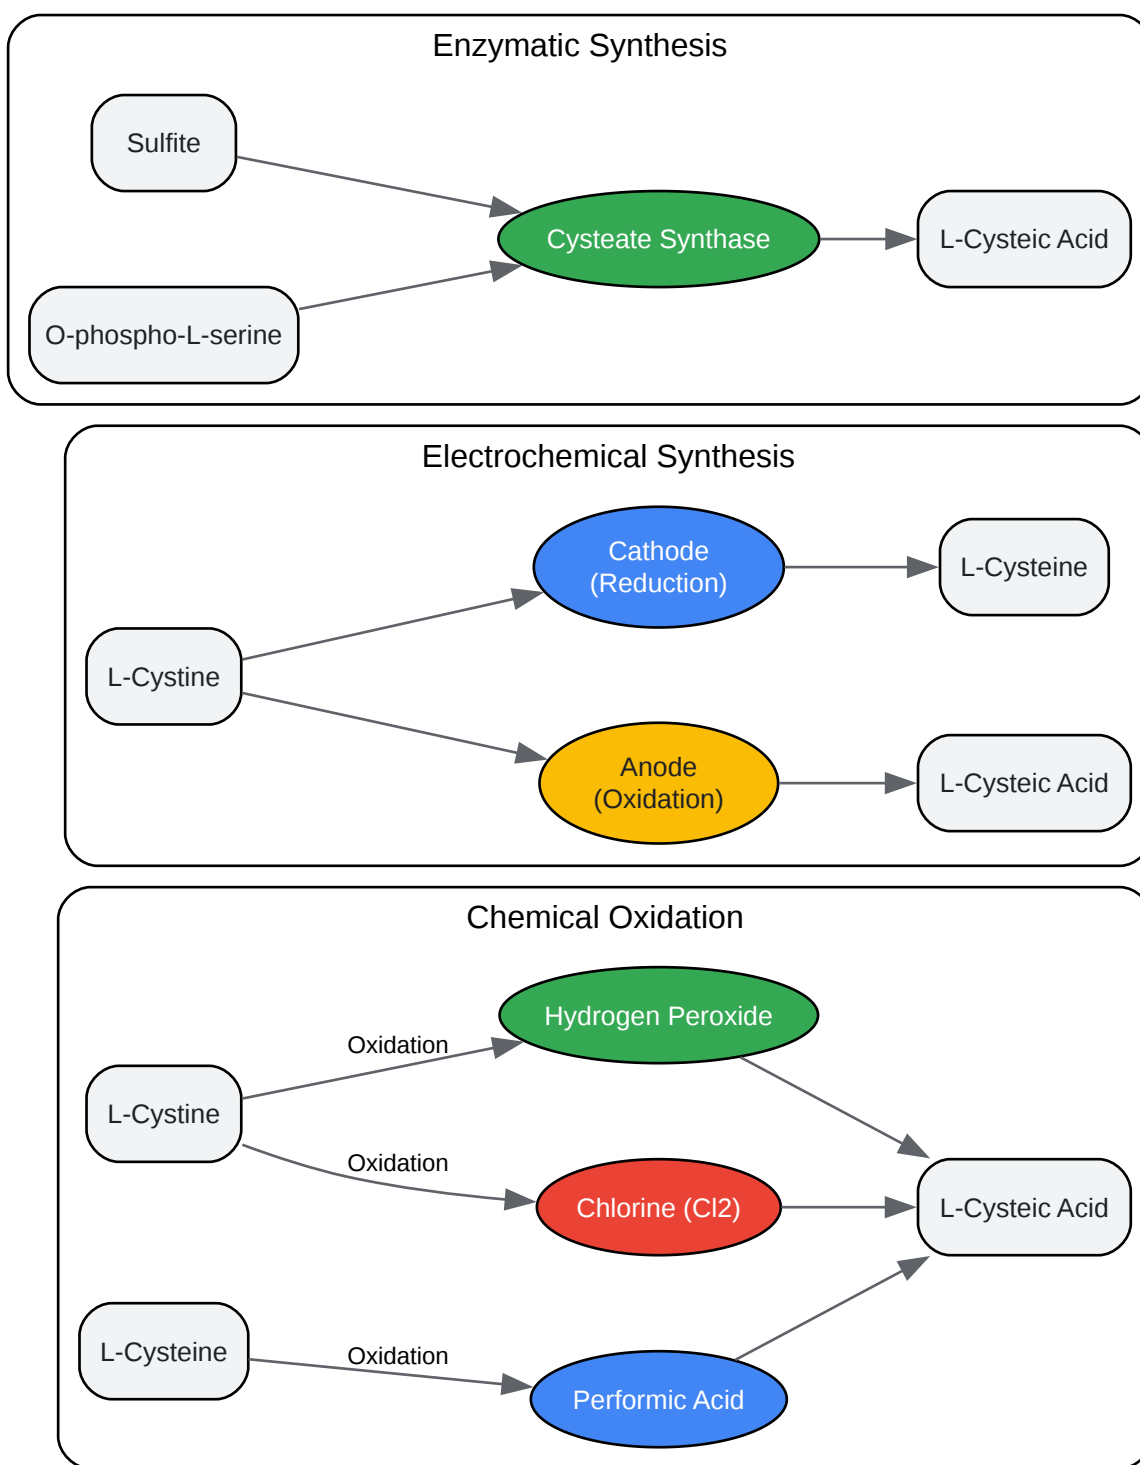 Enzymatic Synthesis
Sulfite
Cysteate Synthase
L-Cysteic Acid
O-phospho-L-serine
Electrochemical Synthesis
Cathode
(Reduction)
L-Cysteine
L-Cystine
Anode
(Oxidation)
L-Cysteic Acid
Chemical Oxidation
Hydrogen Peroxide
Oxidation
L-Cystine
Oxidation
Chlorine (Cl2)
L-Cysteic Acid
L-Cysteine
Oxidation
Performic Acid